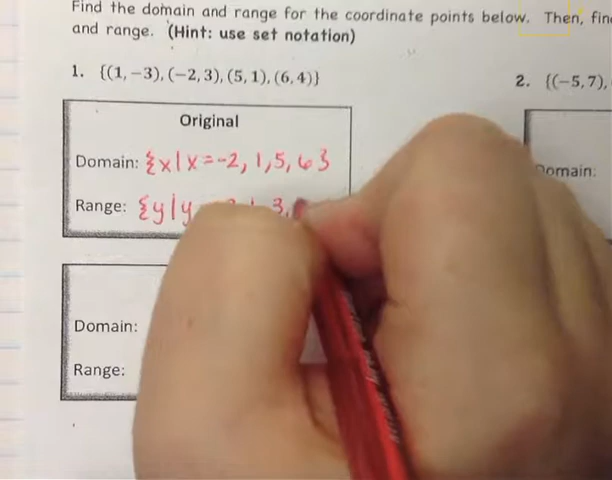 Find the domain and range for the coordinate points below. Then,
and range. (Hint: use set notation)
1. {(1, −3), (−2, 3), (5, 1), (6, 4)}
2. {(−5, 7),
Original
Domain: {x|x=-2, 1, 5, 6}
Range: {y|y 3,
Domain:
Domain:
Range: